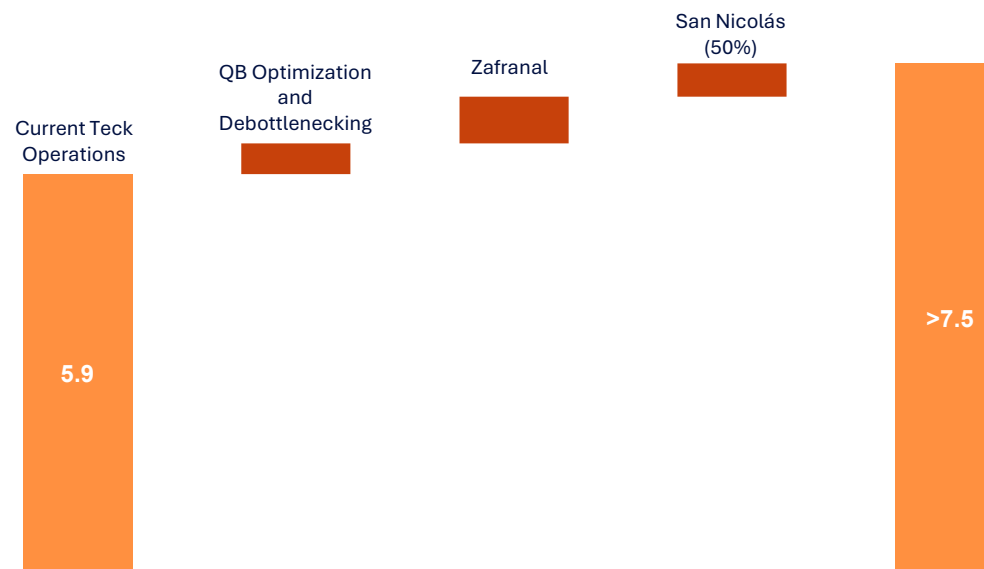 Current Teck
Operations
5.9
QB Optimization
and
Debottlenecking
Zafranal
San Nicolás
(50%)
>7.5